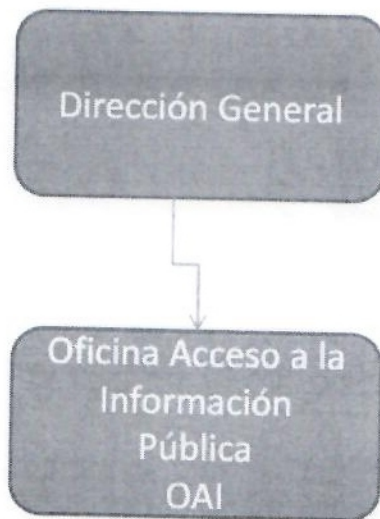 Dirección General
Oficina Acceso a la
Información
Pública
OAI